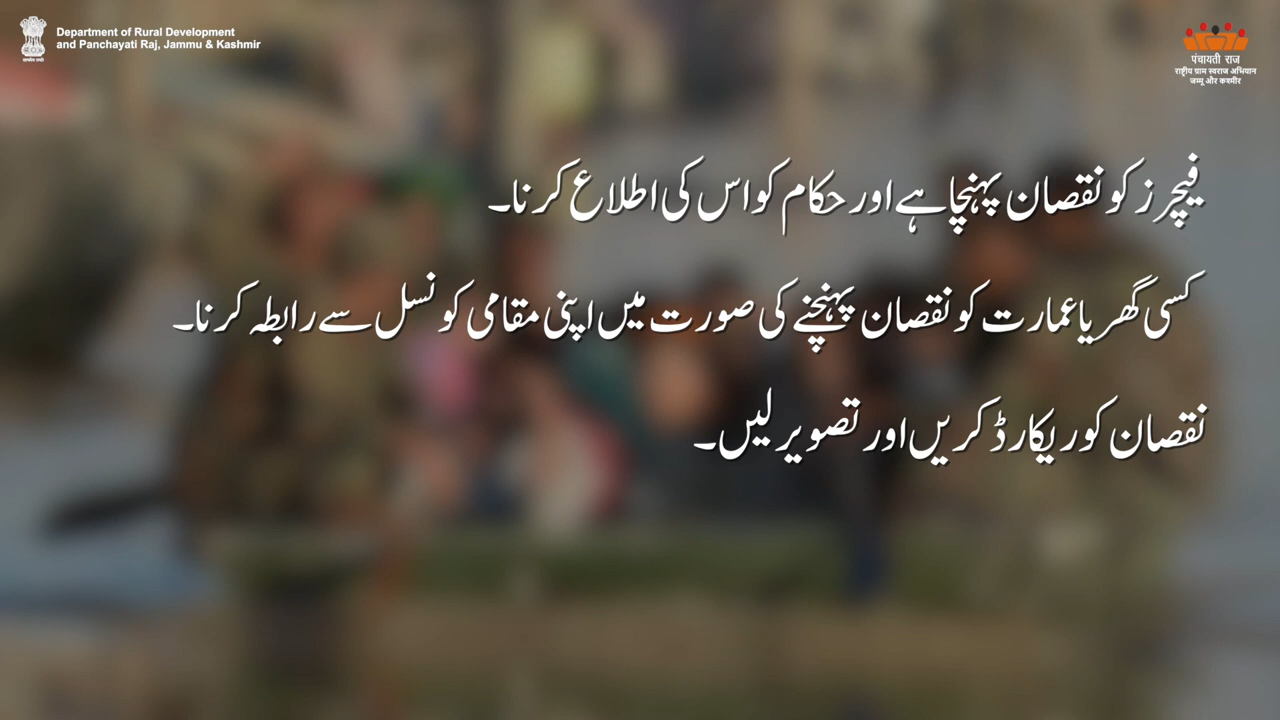 Department of Rural Development
and Panchayati Raj, Jammu & Kashmir
पंचायती राज
राष्ट्रीय ग्राम स्वराज अभियान
जम्मू और कश्मीर
فیچرز کو نقصان پہنچا ہے اور حکام کو اس کی اطلاع کرنا۔
کسی گھر یا عمارت کو نقصان پہنچنے کی صورت میں اپنی مقامی کونسل سے رابطہ کرنا۔
نقصان کو ریکارڈ کریں اور تصویر لیں۔